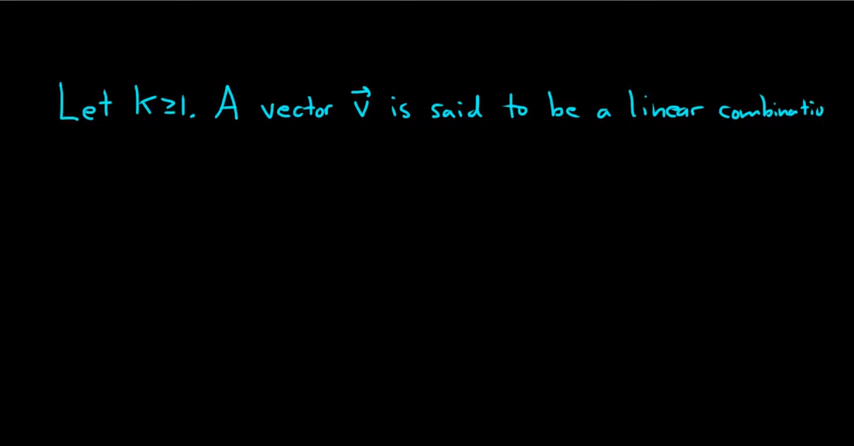 Let k≥1. A vector v⃗ is said to be a linear combinatio